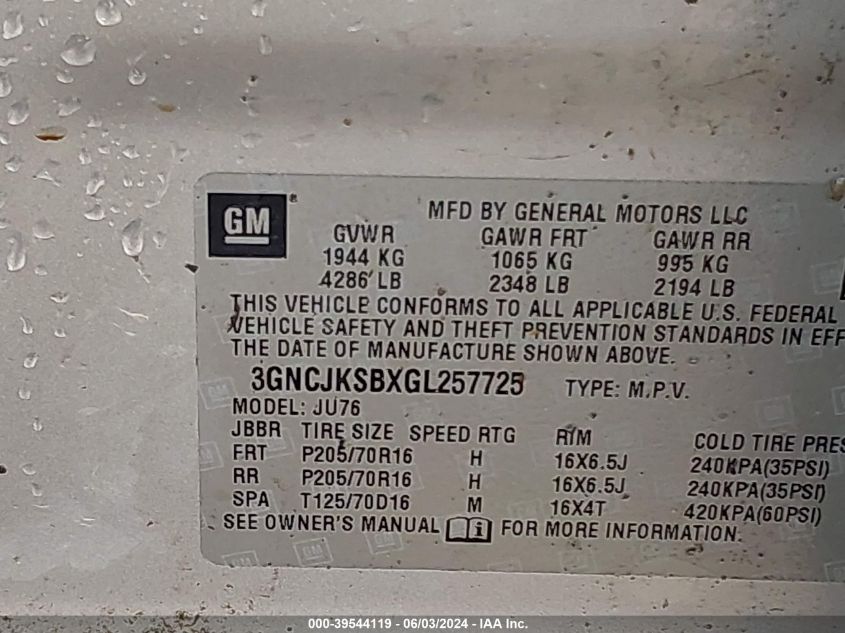 GM®
MFD BY GENERAL MOTORS LLC
GVWR GAWR FRT GAWR RR
1944 KG 1065 KG 995 KG
4286 LB 2348 LB 2194 LB
THIS VEHICLE CONFORMS TO ALL APPLICABLE U.S. FEDERAL
VEHICLE SAFETY AND THEFT PREVENTION STANDARDS IN EFF
THE DATE OF MANUFACTURE SHOWN ABOVE.
3GNCJKSBXGL257725 TYPE: M.P.V.
MODEL: JU76
JBBR TIRE SIZE SPEED RTG RIM COLD TIRE PRES
FRT P205/70R16 H 16X6.5J 240KPA(35PSI)
RR P205/70R16 H 16X6.5J 240KPA(35PSI)
SPA T125/70D16 M 16X4T 420KPA(60PSI)
SEE OWNER'S MANUAL i FOR MORE INFORMATION.
000-39544119 - 06/03/2024 - IAA Inc.